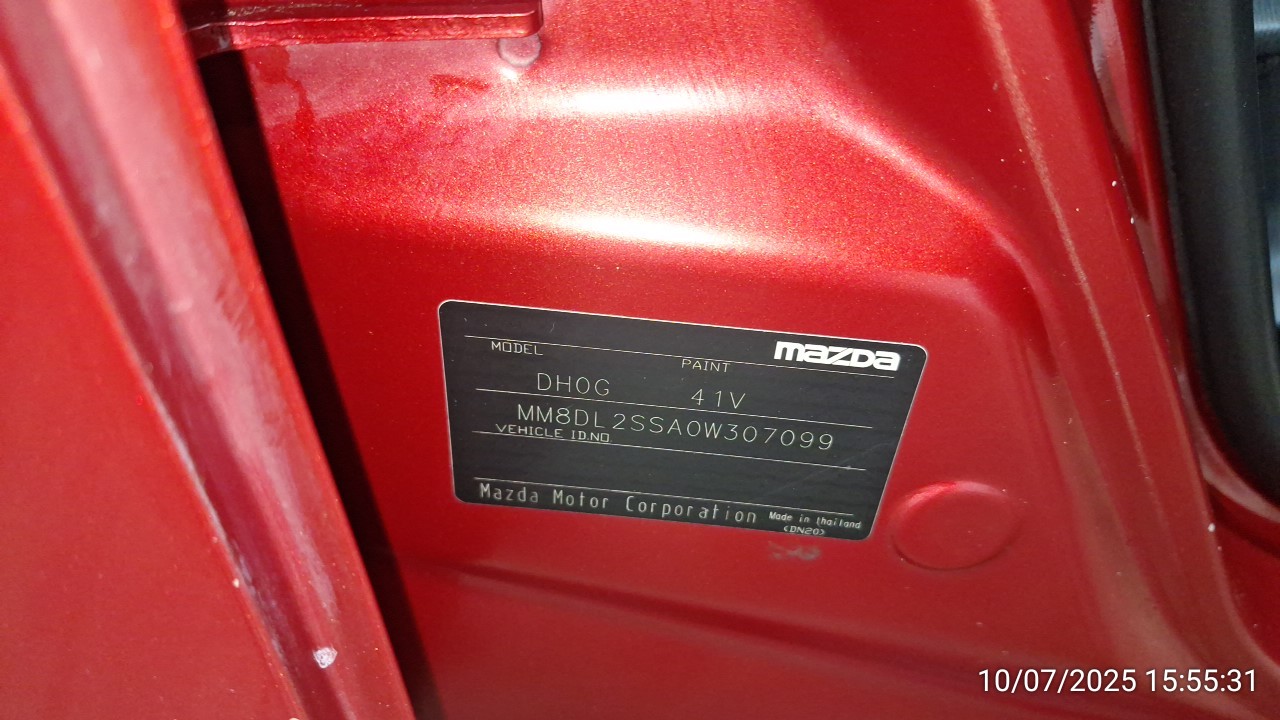 mazda
MODEL PAINT
DH0G 41V
MM8DL2SSA0W307099
VEHICLE ID.NO.
Mazda Motor Corporation Made in thailand
<DN20>
10/07/2025 15:55:31